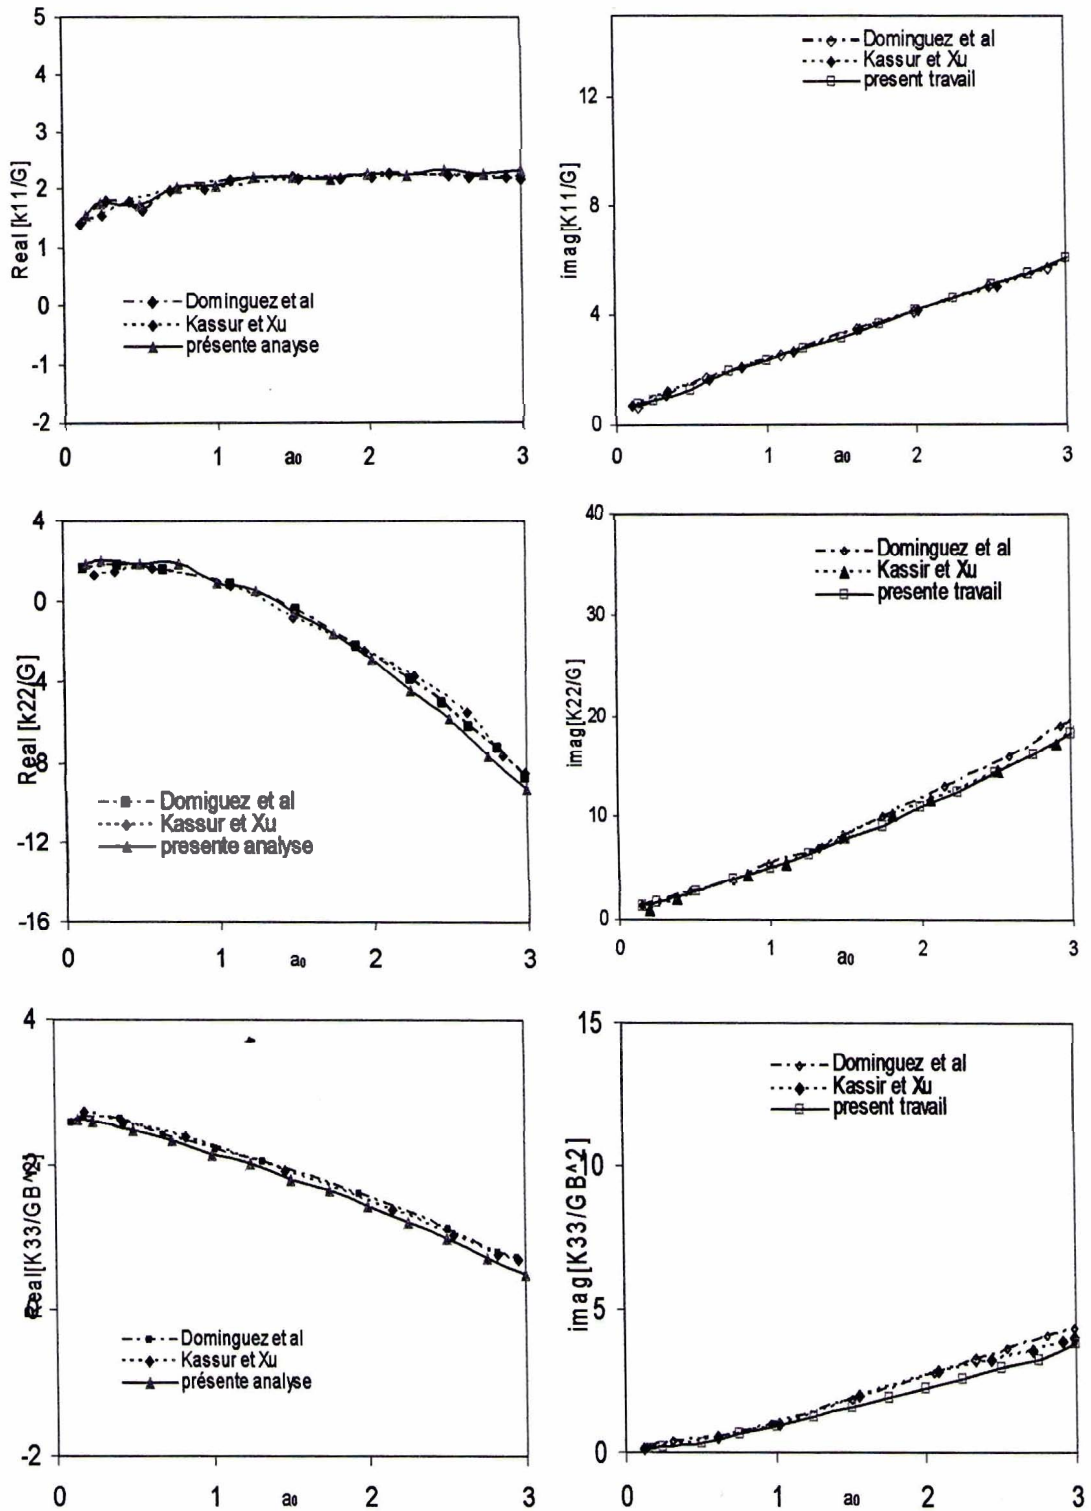 5
4
3
2
1
0
-1
-2
Real [k11/G]
Dominguez et al
Kassur et Xu
présente anayse
0 1 a0 2 3
12
8
4
0
imag[K11/G]
Dominguez et al
Kassur et Xu
present travail
1 a0 2 3
4
0
-4
-8
-12
-16
Real [k22/G]
Domiguez et al
Kassur et Xu
presente analyse
0 1 a0 2 3
40
30
20
10
0
imag[K22/G]
Dominguez et al
Kassir et Xu
presente travail
0 1 a0 2 3
4
2
0
-2
Real[K33/GB^2]
Dominguez et al
Kassur et Xu
présente analyse
0 1 a0 2 3
15
10
5
0
imag[K33/GB^2]
Dominguez et al
Kassir et Xu
present travail
0 1 a0 2 3